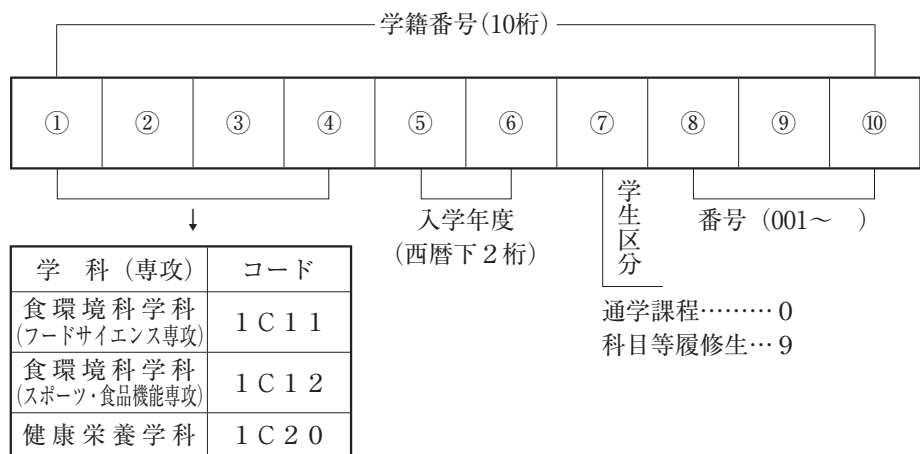 学籍番号(10桁)
① ② ③ ④ ⑤ ⑥ ⑦ ⑧ ⑨ ⑩
↓
入学年度
(西暦下2桁)
学生区分
番号(001~ )
通学課程………0
科目等履修生…9
学科(専攻) コード
食環境科学科
(フードサイエンス専攻)
1C11
食環境科学科
(スポーツ・食品機能専攻)
1C12
健康栄養学科 1C20